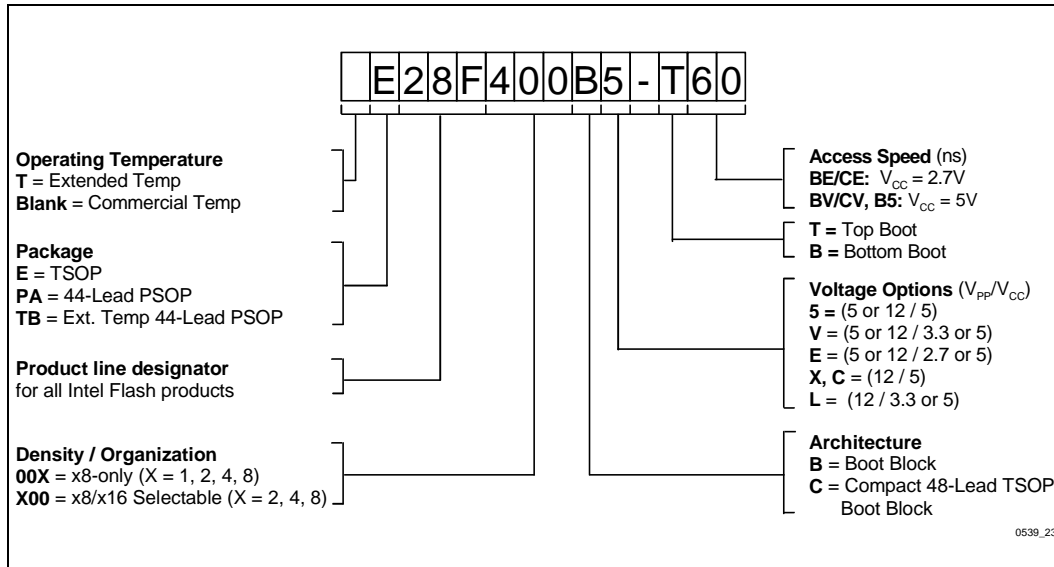 E28F400B5-T60
Operating Temperature
T = Extended Temp
Blank = Commercial Temp
Package
E = TSOP
PA = 44-Lead PSOP
TB = Ext. Temp 44-Lead PSOP
Product line designator
for all Intel Flash products
Density / Organization
00X = x8-only (X = 1, 2, 4, 8)
X00 = x8/x16 Selectable (X = 2, 4, 8)
Access Speed (ns)
BE/CE: VCC = 2.7V
BV/CV, B5: VCC = 5V
T = Top Boot
B = Bottom Boot
Voltage Options (VPP/VCC)
5 = (5 or 12 / 5)
V = (5 or 12 / 3.3 or 5)
E = (5 or 12 / 2.7 or 5)
X, C = (12 / 5)
L = (12 / 3.3 or 5)
Architecture
B = Boot Block
C = Compact 48-Lead TSOP
Boot Block
0539_23